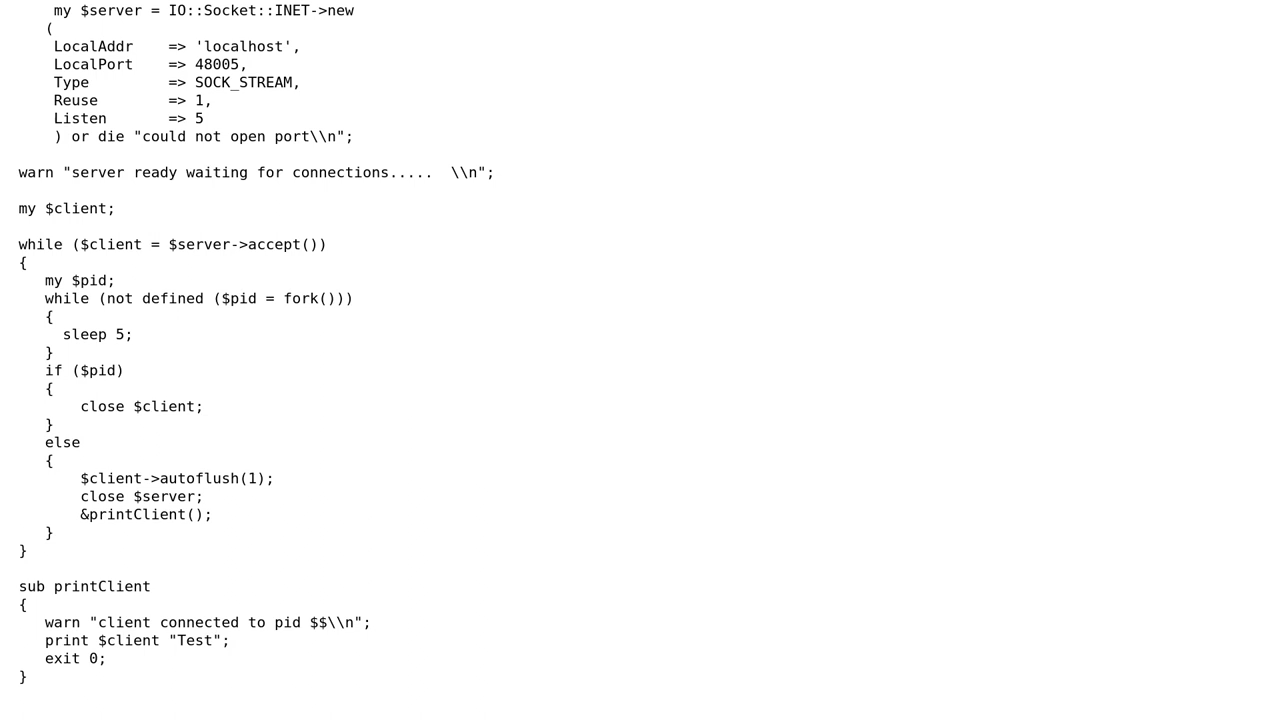 my $server = IO::Socket::INET->new
   (
    LocalAddr    => 'localhost',
    LocalPort    => 48005,
    Type         => SOCK_STREAM,
    Reuse        => 1,
    Listen       => 5
    ) or die "could not open port\\n";

warn "server ready waiting for connections.....  \\n";

my $client;

while ($client = $server->accept())
{
   my $pid;
   while (not defined ($pid = fork()))
   {
     sleep 5;
   }
   if ($pid)
   {
       close $client;
   }
   else
   {
       $client->autoflush(1);
       close $server;
       &printClient();
   }
}

sub printClient
{
   warn "client connected to pid $$\\n";
   print $client "Test";
   exit 0;
}